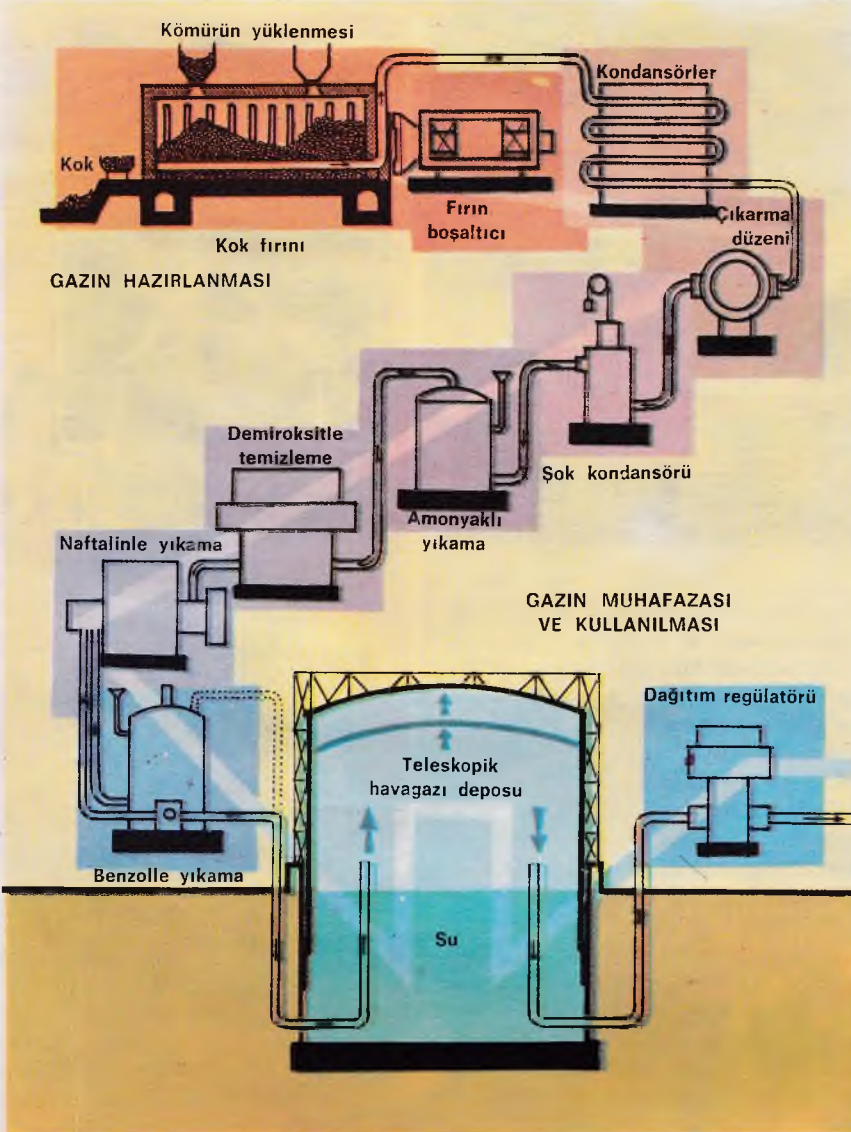 Kömürün yüklenmesi
Kondansörler
Kok
Fırın
boşaltıcı
Çıkarma
düzeni
Kok fırını
GAZIN HAZIRLANMASI
Demiroksitle
temizleme
Şok kondansörü
Amonyaklı
yıkama
Naftalinle yıkama
GAZIN MUHAFAZASI
VE KULLANILMASI
Dağıtım regülatörü
Teleskopik
havagazı deposu
Benzolle yıkama
Su